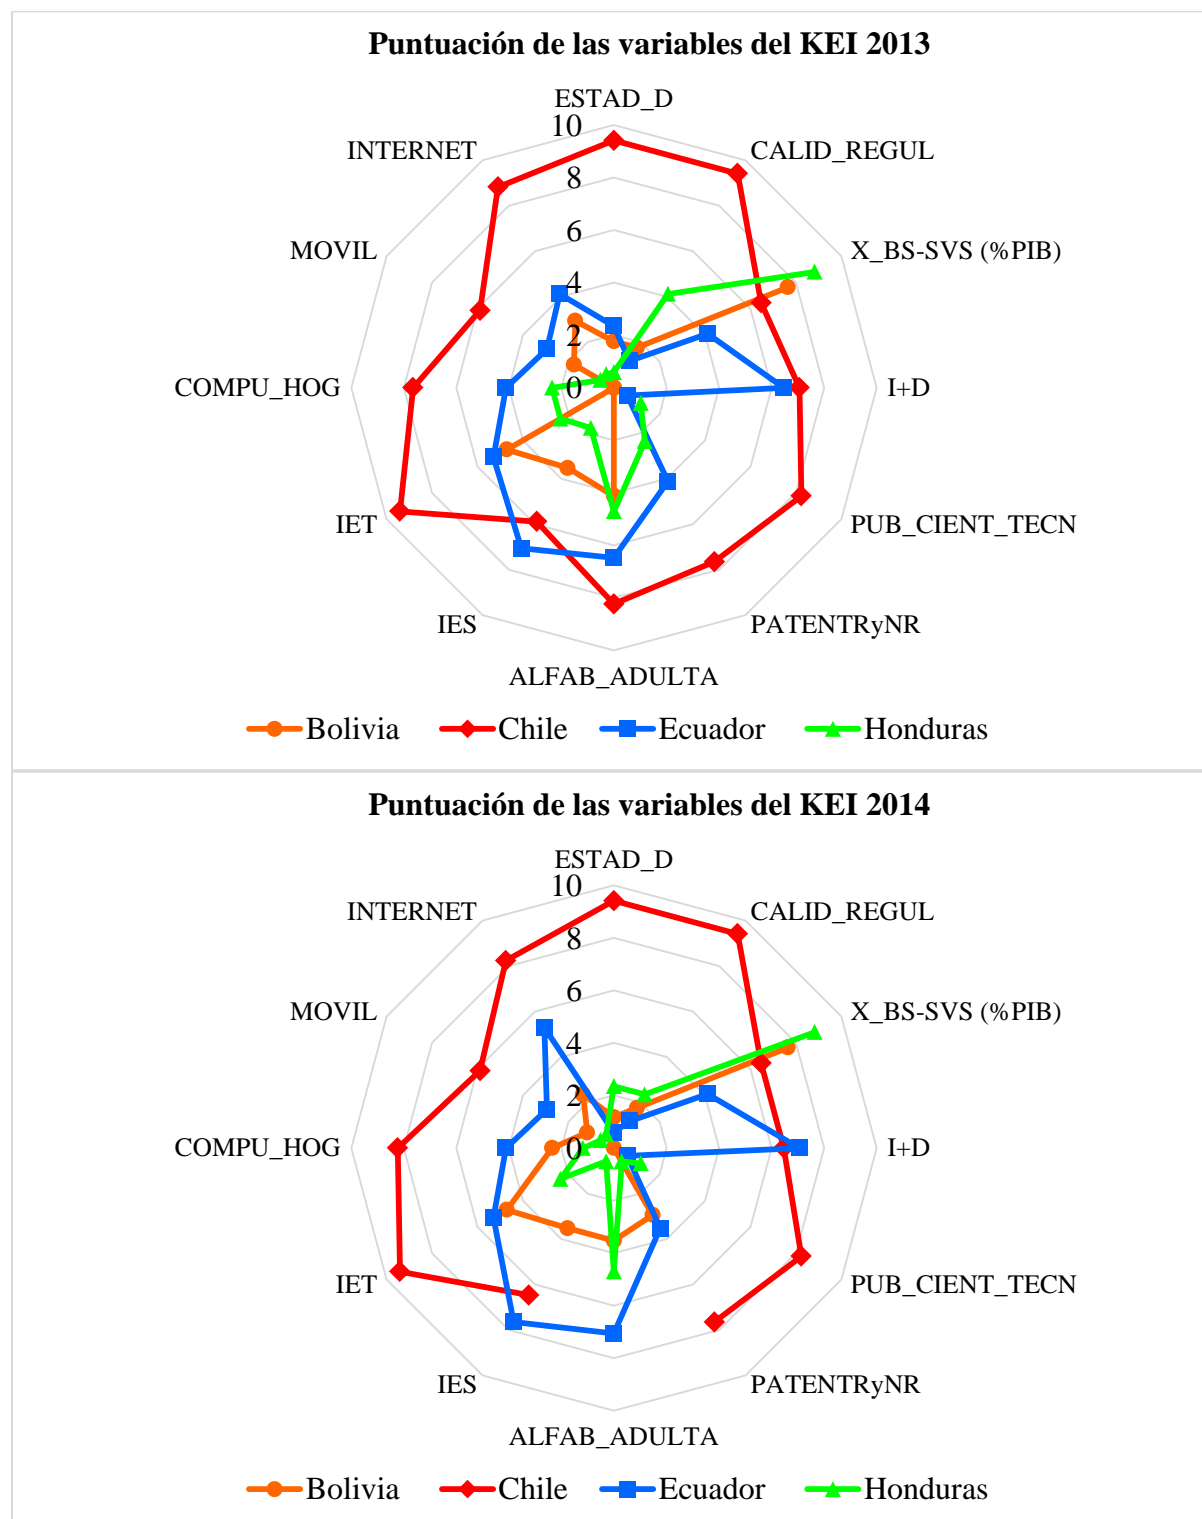 Puntuación de las variables del KEI 2013
ESTAD_D
10
INTERNET
CALID_REGUL
8
MOVIL
6
X_BS-SVS (%PIB)
4
2
COMPU_HOG
0
I+D
IET
PUB_CIENT_TECN
IES
PATENTRyNR
ALFAB_ADULTA
Bolivia Chile Ecuador Honduras
Puntuación de las variables del KEI 2014
ESTAD_D
10
INTERNET
CALID_REGUL
8
MOVIL
6
X_BS-SVS (%PIB)
4
2
COMPU_HOG
0
I+D
IET
PUB_CIENT_TECN
IES
PATENTRyNR
ALFAB_ADULTA
Bolivia Chile Ecuador Honduras